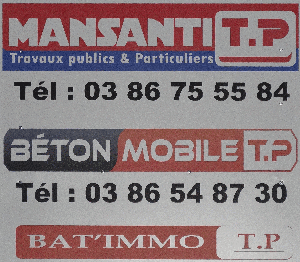 MANSANTI T.P
Travaux publics & Particuliers
Tél : 03 86 75 55 84
BÉTON MOBILE T.P
Tél : 03 86 54 87 30
BAT'IMMO T.P